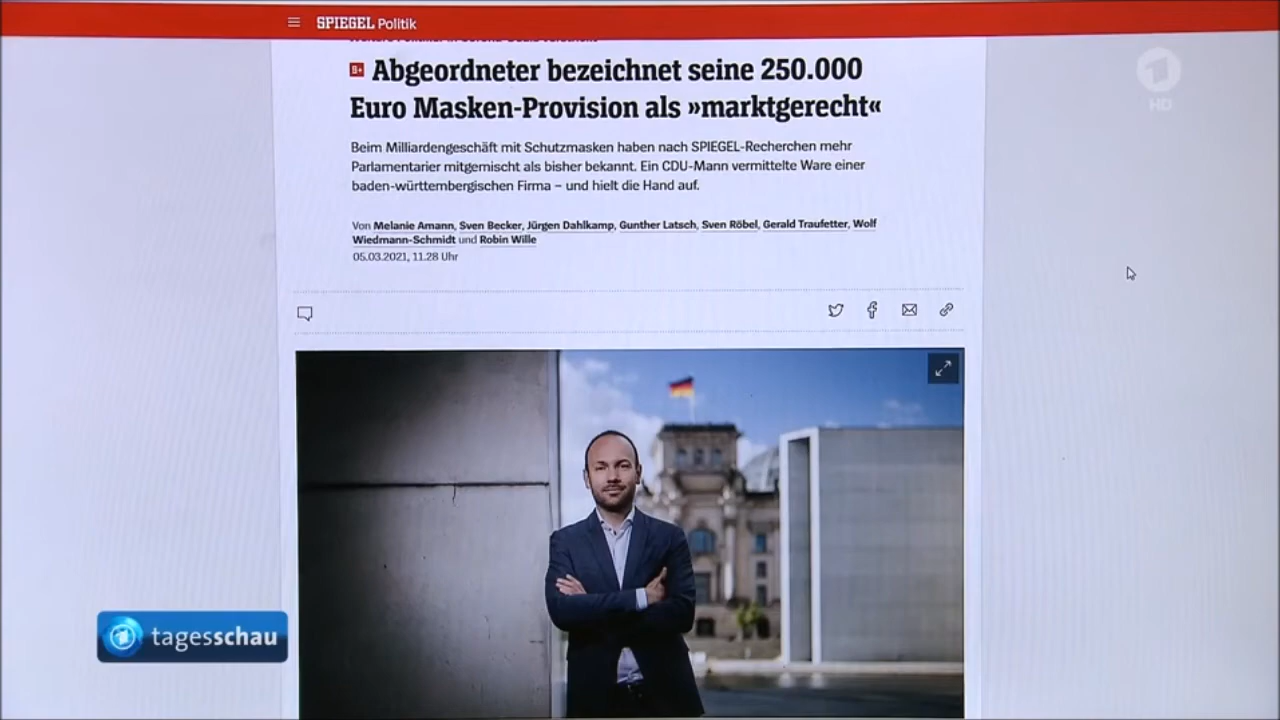 SPIEGEL Politik
Abgeordneter bezeichnet seine 250.000
Euro Masken-Provision als »marktgerecht«
Beim Milliardengeschäft mit Schutzmasken haben nach SPIEGEL-Recherchen mehr
Parlamentarier mitgemischt als bisher bekannt. Ein CDU-Mann vermittelte Ware einer
baden-württembergischen Firma – und hielt die Hand auf.
Von Melanie Amann, Sven Becker, Jürgen Dahlkamp, Gunther Latsch, Sven Röbel, Gerald Traufetter, Wolf
Wiedmann-Schmidt und Robin Wille
05.03.2021, 11.28 Uhr
1
HD
tagesschau